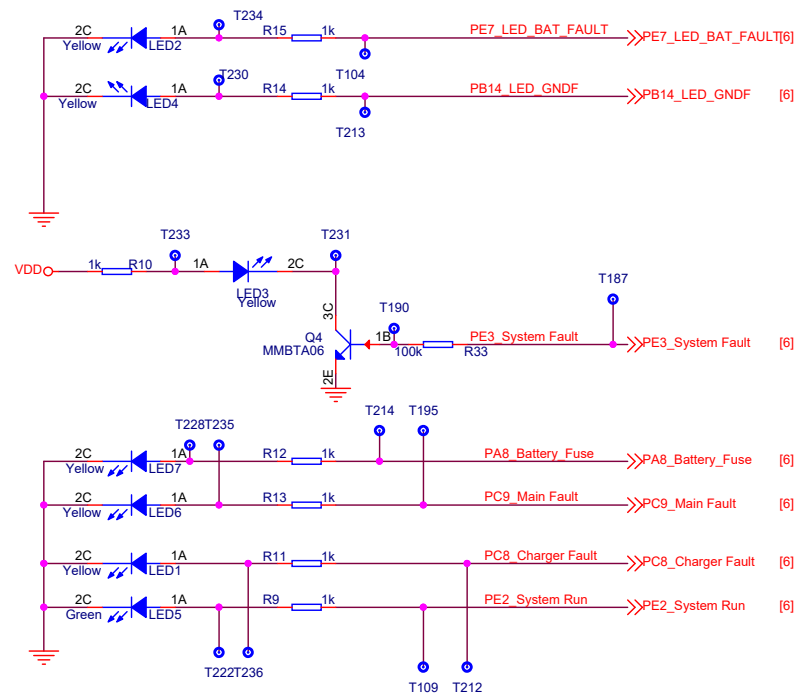 T234
2C 1A R15 1k PE7_LED_BAT_FAULT PE7_LED_BAT_FAULT[6]
Yellow LED2
T230 T104
2C 1A R14 1k PB14_LED_GNDF PB14_LED_GNDF [6]
Yellow LED4
T213
T233 T231
VDD 1k R10 1A 2C
LED3
Yellow
T187
T190
3C
Q4 1B PE3_System Fault PE3_System Fault [6]
MMBTA06 100k R33
2E
T228T235 T214 T195
2C 1A R12 1k PA8_Battery_Fuse PA8_Battery_Fuse [6]
Yellow LED7
2C 1A R13 1k PC9_Main Fault PC9_Main Fault [6]
Yellow LED6
2C 1A R11 1k PC8_Charger Fault PC8_Charger Fault [6]
Yellow LED1
2C 1A R9 1k PE2_System Run PE2_System Run [6]
Green LED5
T222T236 T109 T212